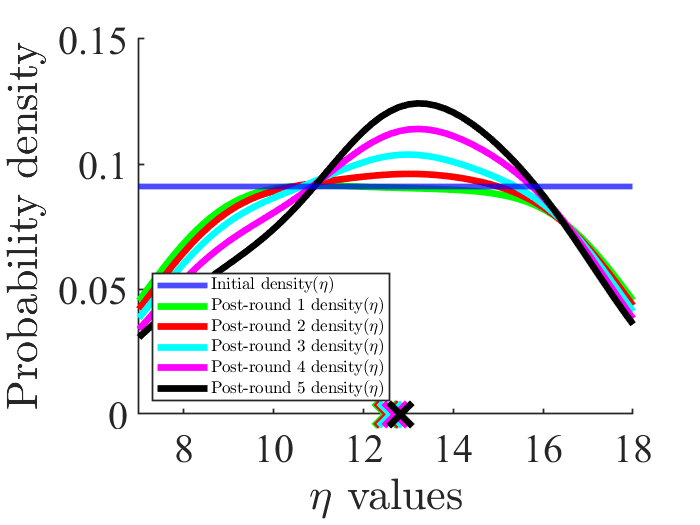 Probability density
0.15
0.1
0.05
0
Initial density(η)
Post-round 1 density(η)
Post-round 2 density(η)
Post-round 3 density(η)
Post-round 4 density(η)
Post-round 5 density(η)
8 10 12 14 16 18
η values